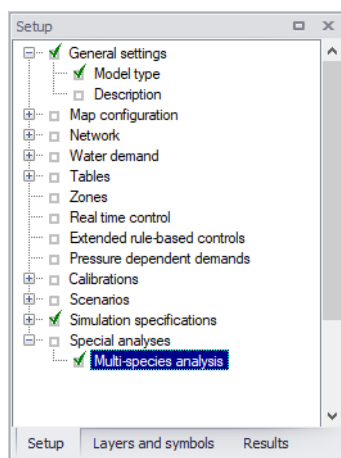 Setup
General settings
Model type
Description
Map configuration
Network
Water demand
Tables
Zones
Real time control
Extended rule-based controls
Pressure dependent demands
Calibrations
Scenarios
Simulation specifications
Special analyses
Multi-species analysis
Setup Layers and symbols Results